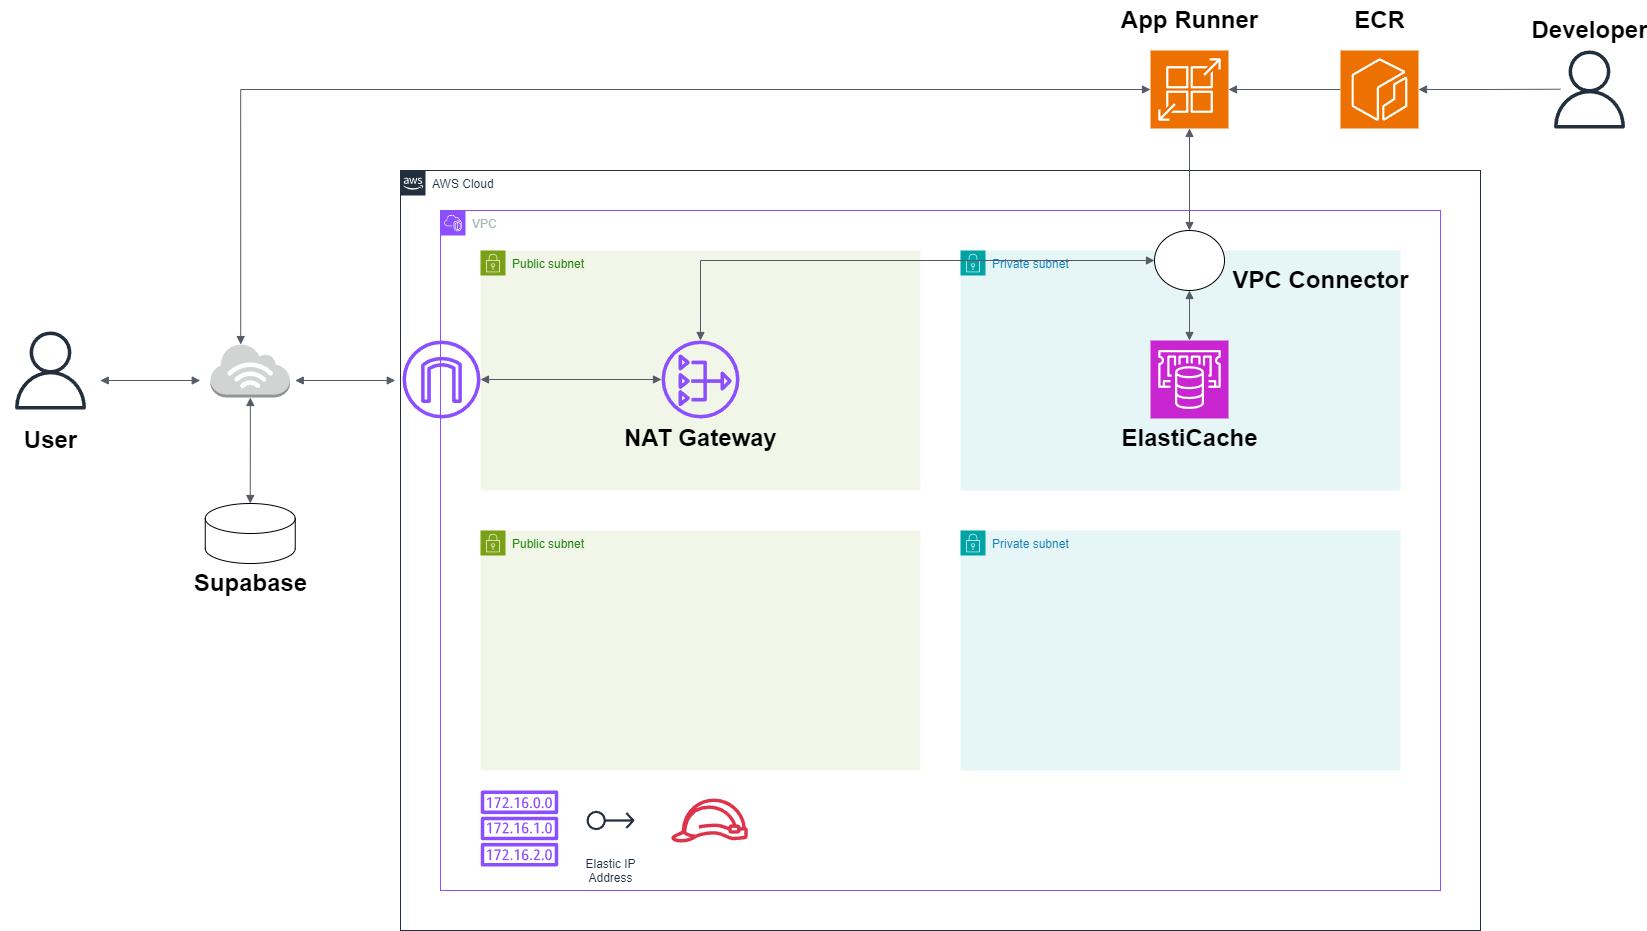 App Runner
ECR
Developer
aws
AWS Cloud
VPC
Public subnet
Private subnet
VPC Connector
User
NAT Gateway
ElastiCache
Public subnet
Private subnet
Supabase
172.16.0.0
172.16.1.0
172.16.2.0
Elastic IP
Address